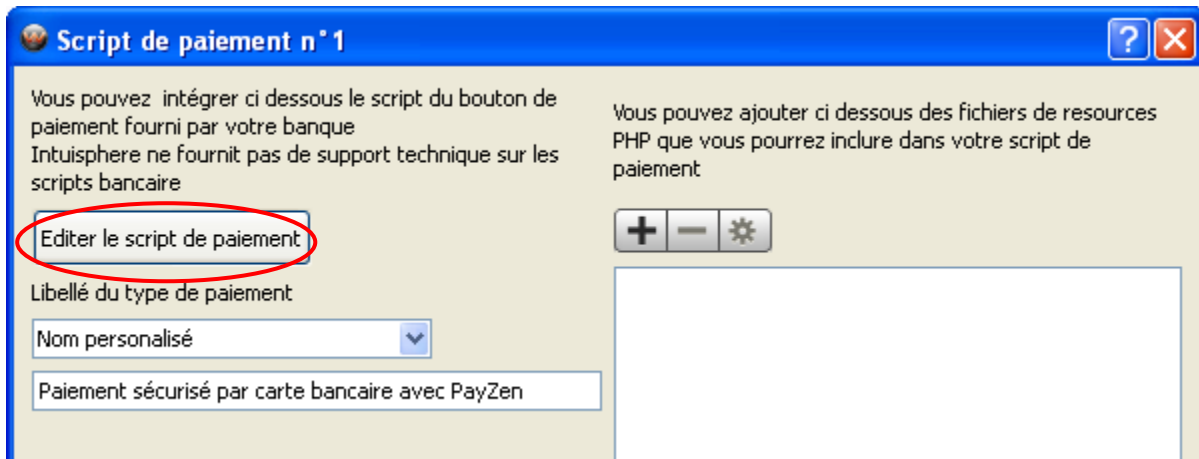 Script de paiement n°1
Vous pouvez intégrer ci dessous le script du bouton de
paiement fourni par votre banque
Intuisphere ne fournit pas de support technique sur les
scripts bancaire
Editer le script de paiement
Libellé du type de paiement
Nom personalisé
Paiement sécurisé par carte bancaire avec PayZen
Vous pouvez ajouter ci dessous des fichiers de resources
PHP que vous pourrez inclure dans votre script de
paiement